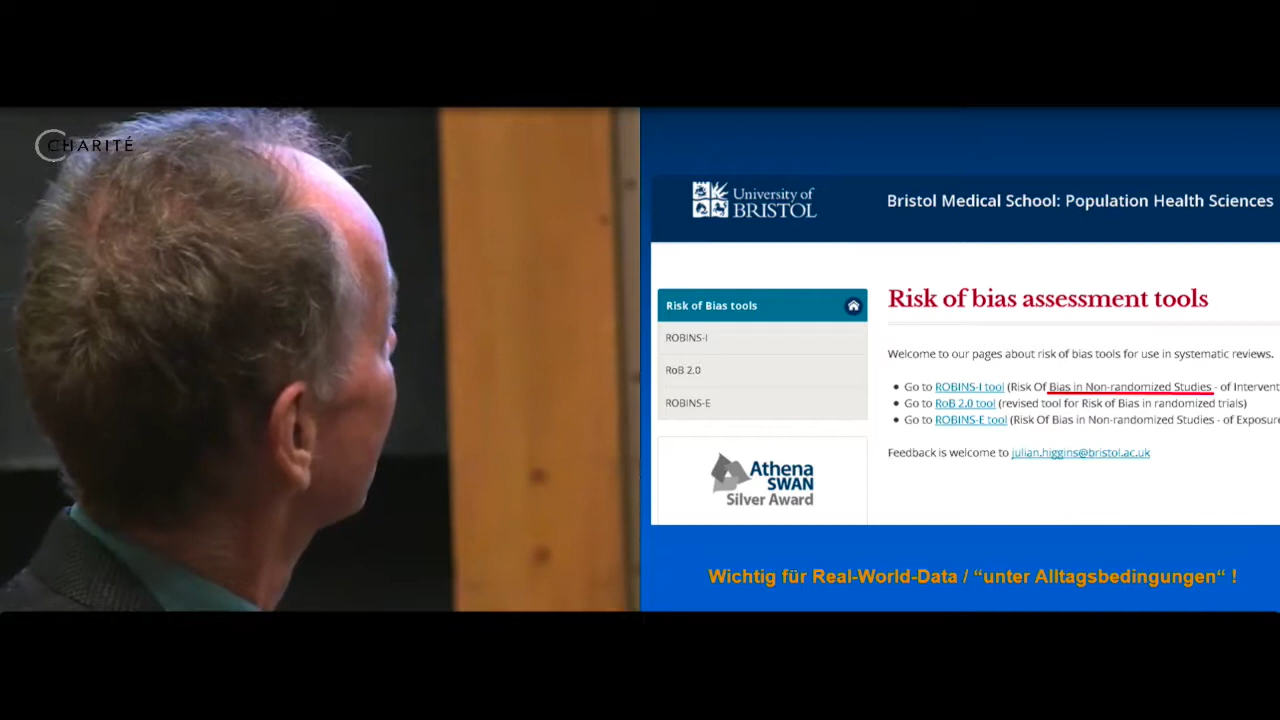 CHARITÉ
University of
BRISTOL
Bristol Medical School: Population Health Sciences
Risk of Bias tools
ROBINS-I
RoB 2.0
ROBINS-E
Athena
SWAN
Silver Award
Risk of bias assessment tools
Welcome to our pages about risk of bias tools for use in systematic reviews.
• Go to ROBINS-I tool (Risk Of Bias in Non-randomized Studies - of Intervent
• Go to RoB 2.0 tool (revised tool for Risk of Bias in randomized trials)
• Go to ROBINS-E tool (Risk Of Bias in Non-randomized Studies - of Exposure
Feedback is welcome to julian.higgins@bristol.ac.uk
Wichtig für Real-World-Data / “unter Alltagsbedingungen“ !